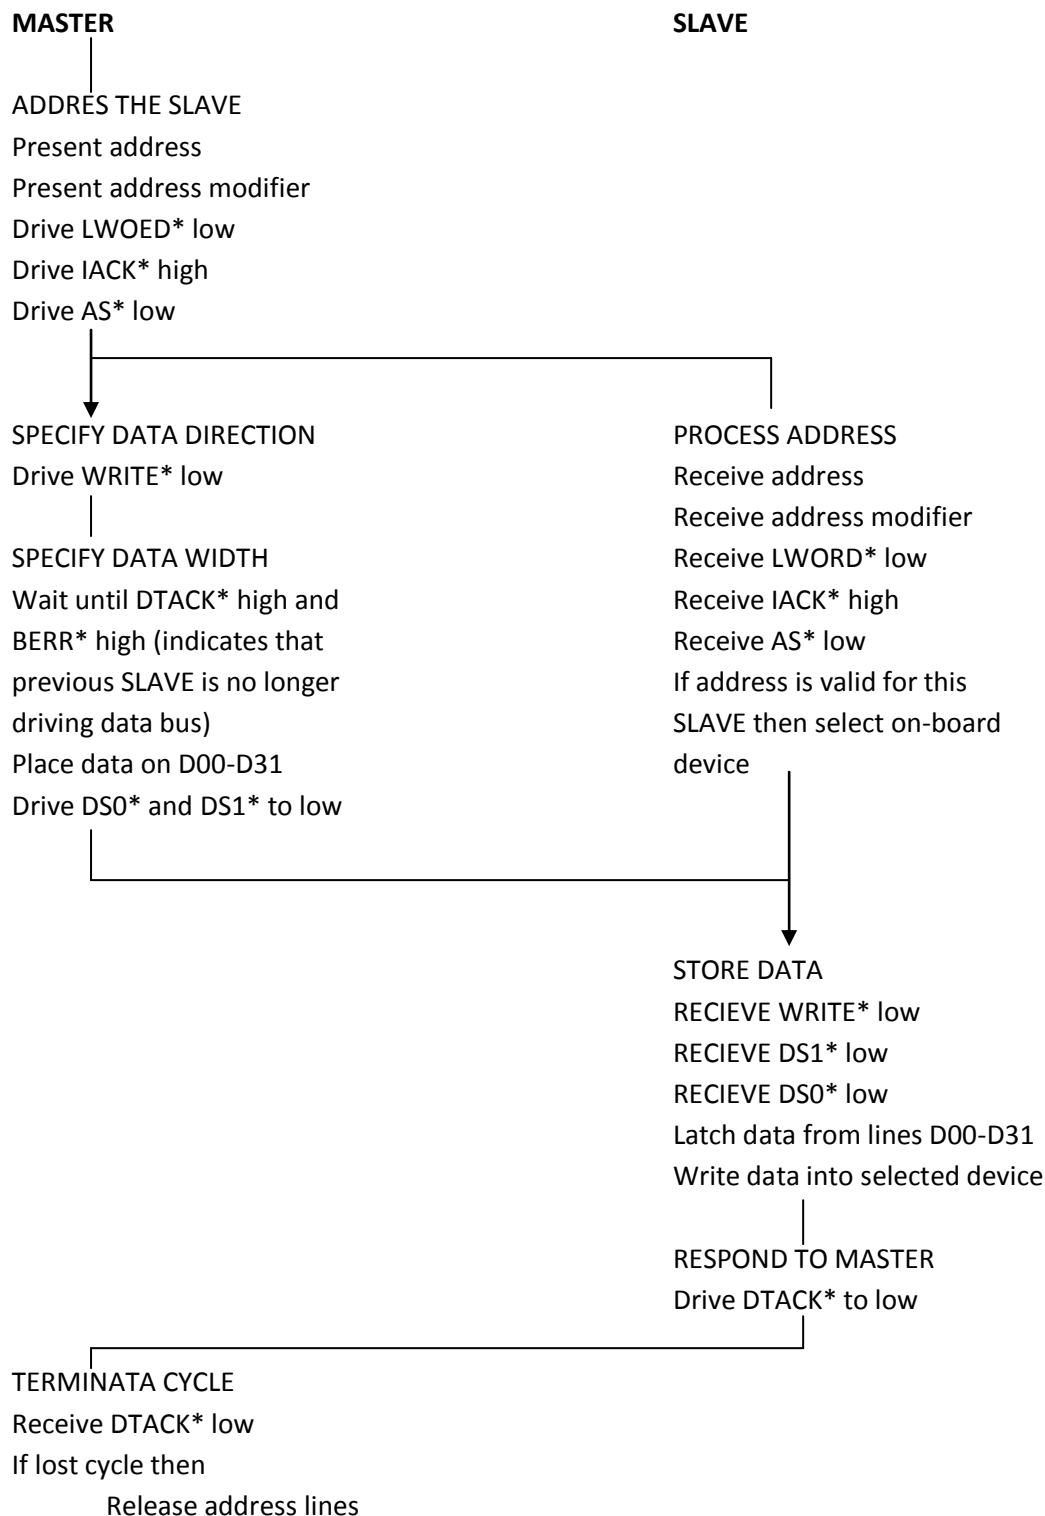 MASTER
SLAVE
ADDRES THE SLAVE
Present address
Present address modifier
Drive LWOED* low
Drive IACK* high
Drive AS* low
SPECIFY DATA DIRECTION
Drive WRITE* low
SPECIFY DATA WIDTH
Wait until DTACK* high and
BERR* high (indicates that
previous SLAVE is no longer
driving data bus)
Place data on D00-D31
Drive DS0* and DS1* to low
PROCESS ADDRESS
Receive address
Receive address modifier
Receive LWORD* low
Receive IACK* high
Receive AS* low
If address is valid for this
SLAVE then select on-board
device
STORE DATA
RECIEVE WRITE* low
RECIEVE DS1* low
RECIEVE DS0* low
Latch data from lines D00-D31
Write data into selected device
RESPOND TO MASTER
Drive DTACK* to low
TERMINATA CYCLE
Receive DTACK* low
If lost cycle then
Release address lines